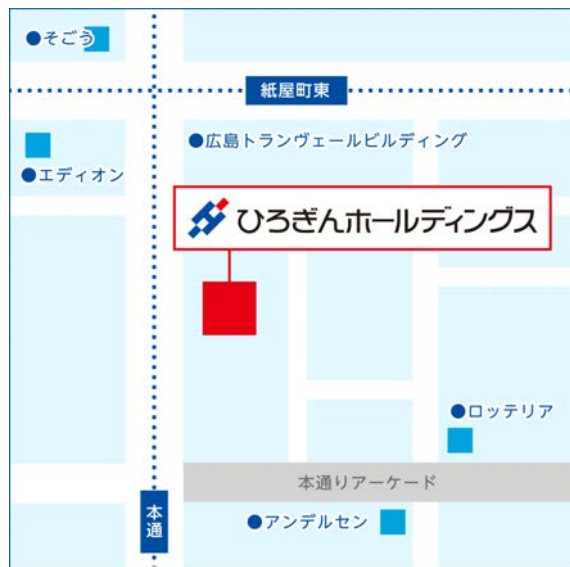 ●そごう
紙屋町東
●広島トランヴェールビルディング
●エディオン
ひろぎんホールディングス
●ロッテリア
本通りアーケード
本通
●アンデルセン